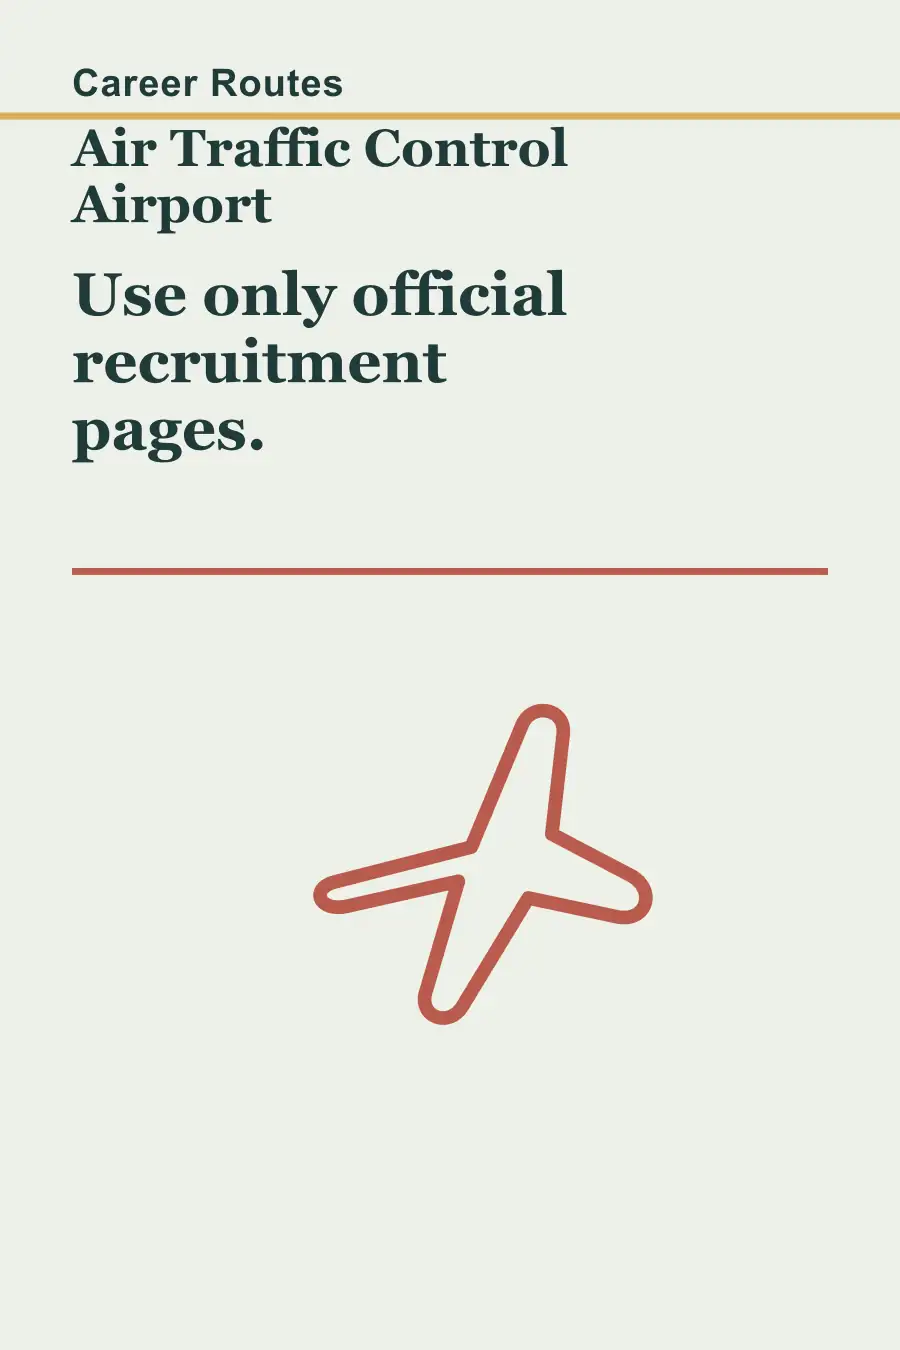 Career Routes
Air Traffic Control
Airport
Use only official
recruitment
pages.